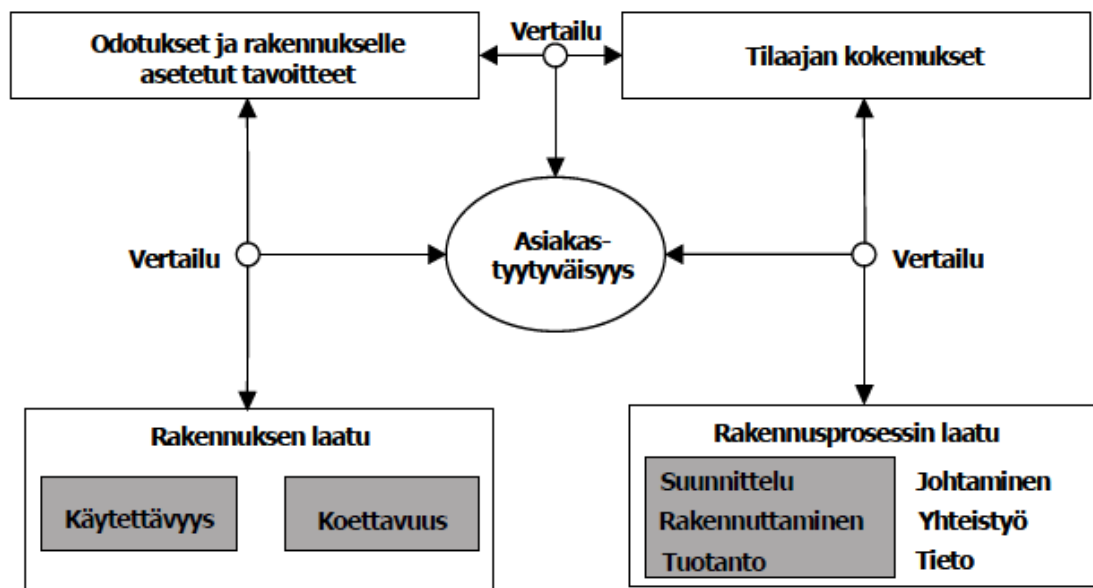 Odotukset ja rakennukselle
asetetut tavoitteet
Vertailu
Tilaajan kokemukset
Vertailu
Asiakas-
tyytyväisyys
Vertailu
Rakennuksen laatu
Käytettävyys
Koettavuus
Rakennusprosessin laatu
Suunnittelu
Johtaminen
Rakennuttaminen
Yhteistyö
Tuotanto
Tieto